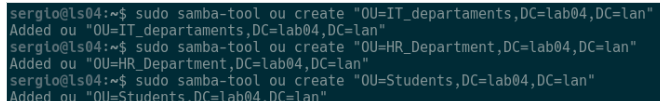 sergio@ls04:~$ sudo samba-tool ou create "OU=IT_departaments,DC=lab04,DC=lan"
Added ou "OU=IT_departaments,DC=lab04,DC=lan"
sergio@ls04:~$ sudo samba-tool ou create "OU=HR_Department,DC=lab04,DC=lan"
Added ou "OU=HR_Department,DC=lab04,DC=lan"
sergio@ls04:~$ sudo samba-tool ou create "OU=Students,DC=lab04,DC=lan"
Added ou "OU=Students,DC=lab04,DC=lan"